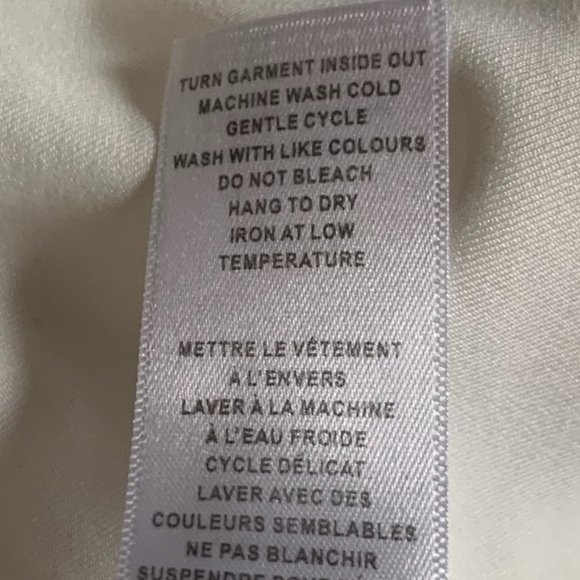 TURN GARMENT INSIDE OUT
MACHINE WASH COLD
GENTLE CYCLE
WASH WITH LIKE COLOURS
DO NOT BLEACH
HANG TO DRY
IRON AT LOW
TEMPERATURE
METTRE LE VÉTEMENT
À L'ENVERS
LAVER À LA MACHINE
À L'EAU FROIDE
CYCLE DÉLICAT
LAVER AVEC DES
COULEURS SEMBLABLES
NE PAS BLANCHIR
SUSPENDRE